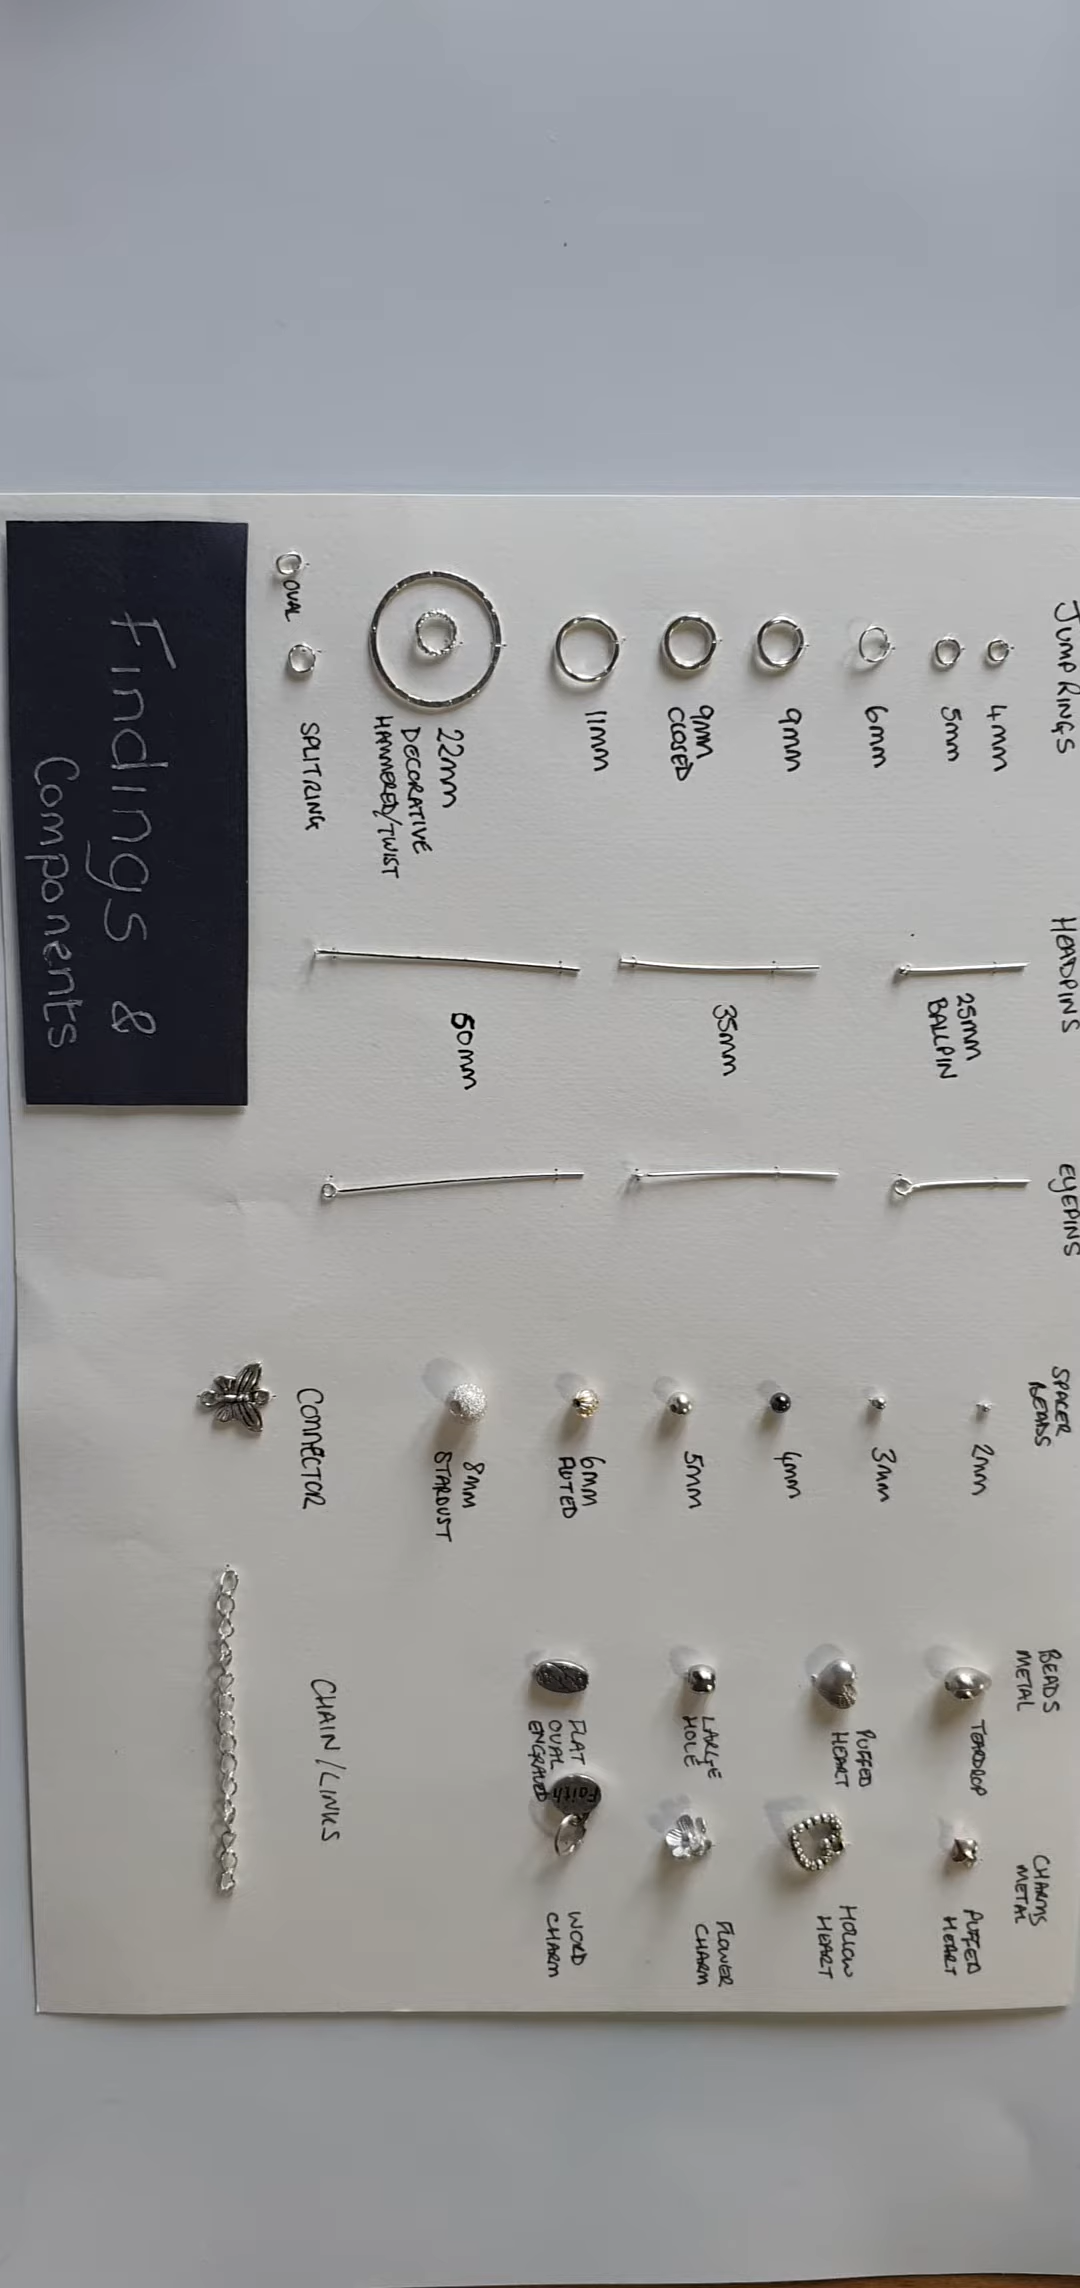 JUMP RINGS
4mm
5mm
6mm
9mm
9mm
CLOSED
11mm
22mm
DECORATIVE
HAMMERED/TWIST
OVAL
SPLITRING
HEADPINS
25mm
BALLPIN
35mm
50mm
EYEPINS
SPACER
BEADS
2mm
3mm
4mm
5mm
6mm
FLUTED
8mm
STARDUST
CONNECTOR
BEADS
METAL
TEARDROP
PUFFED
HEART
LARGE
HOLE
FLAT
OVAL
ENGRAVED
CHAIN/LINKS
CHARMS
METAL
PUFFED
HEART
HOLLOW
HEART
FLOWER
CHARM
Faith
WORD
CHARM
Findings &
Components